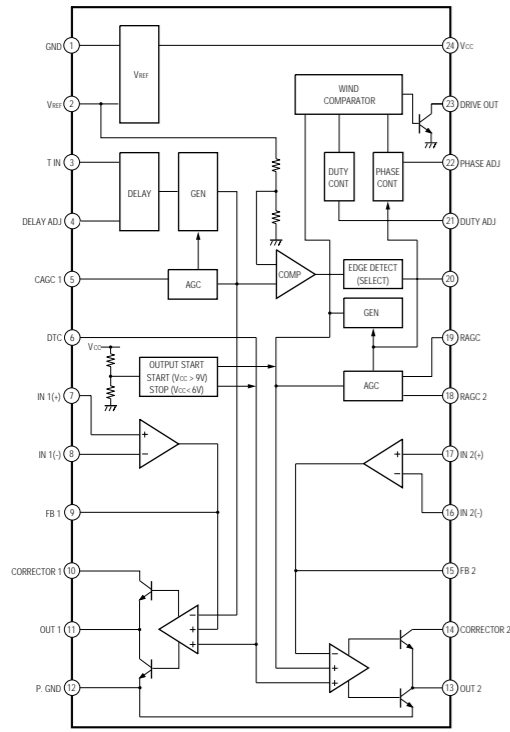 GND 1
VREF 2
T IN 3
DELAY ADJ 4
CAGC 1 5
DTC 6
IN 1(+) 7
IN 1(-) 8
FB 1 9
CORRECTOR 1 10
OUT 1 11
P. GND 12
VREF
DELAY
GEN
AGC
VCC
OUTPUT START
START (VCC > 9V)
STOP (VCC< 6V)
+
−
−
+
+
WIND
COMPARATOR
DUTY
CONT
PHASE
CONT
COMP
EDGE DETECT
(SELECT)
GEN
AGC
+
−
−
+
+
24 VCC
23 DRIVE OUT
22 PHASE ADJ
21 DUTY ADJ
20
19 RAGC
18 RAGC 2
17 IN 2(+)
16 IN 2(-)
15 FB 2
14 CORRECTOR 2
13 OUT 2